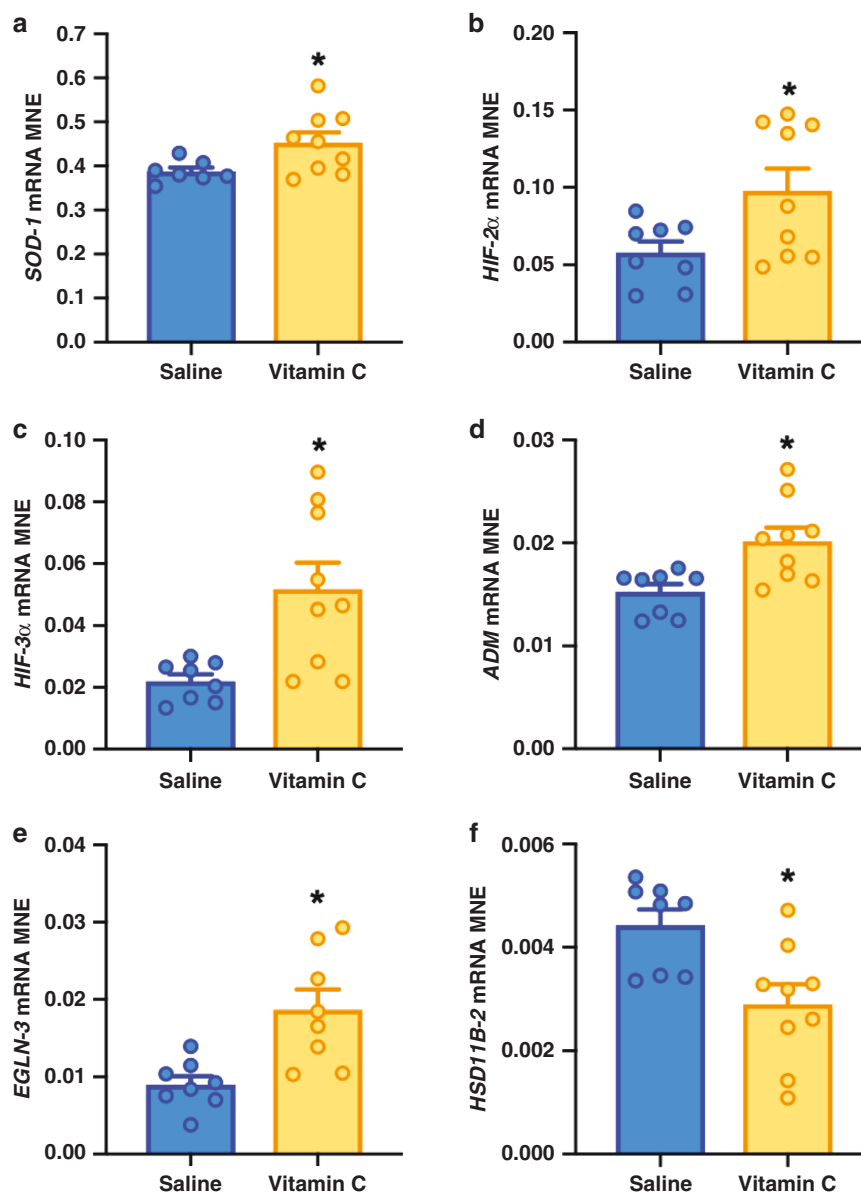 a
SOD-1 mRNA MNE
0.7
0.6
0.5
0.4
0.3
0.2
0.1
0.0
*
Saline Vitamin C
b
HIF-2α mRNA MNE
0.20
0.15
0.10
0.05
0.00
*
Saline Vitamin C
c
HIF-3α mRNA MNE
0.10
0.08
0.06
0.04
0.02
0.00
*
Saline Vitamin C
d
ADM mRNA MNE
0.03
0.02
0.01
0.00
*
Saline Vitamin C
e
EGLN-3 mRNA MNE
0.04
0.03
0.02
0.01
0.00
*
Saline Vitamin C
f
HSD11B-2 mRNA MNE
0.006
0.004
0.002
0.000
*
Saline Vitamin C